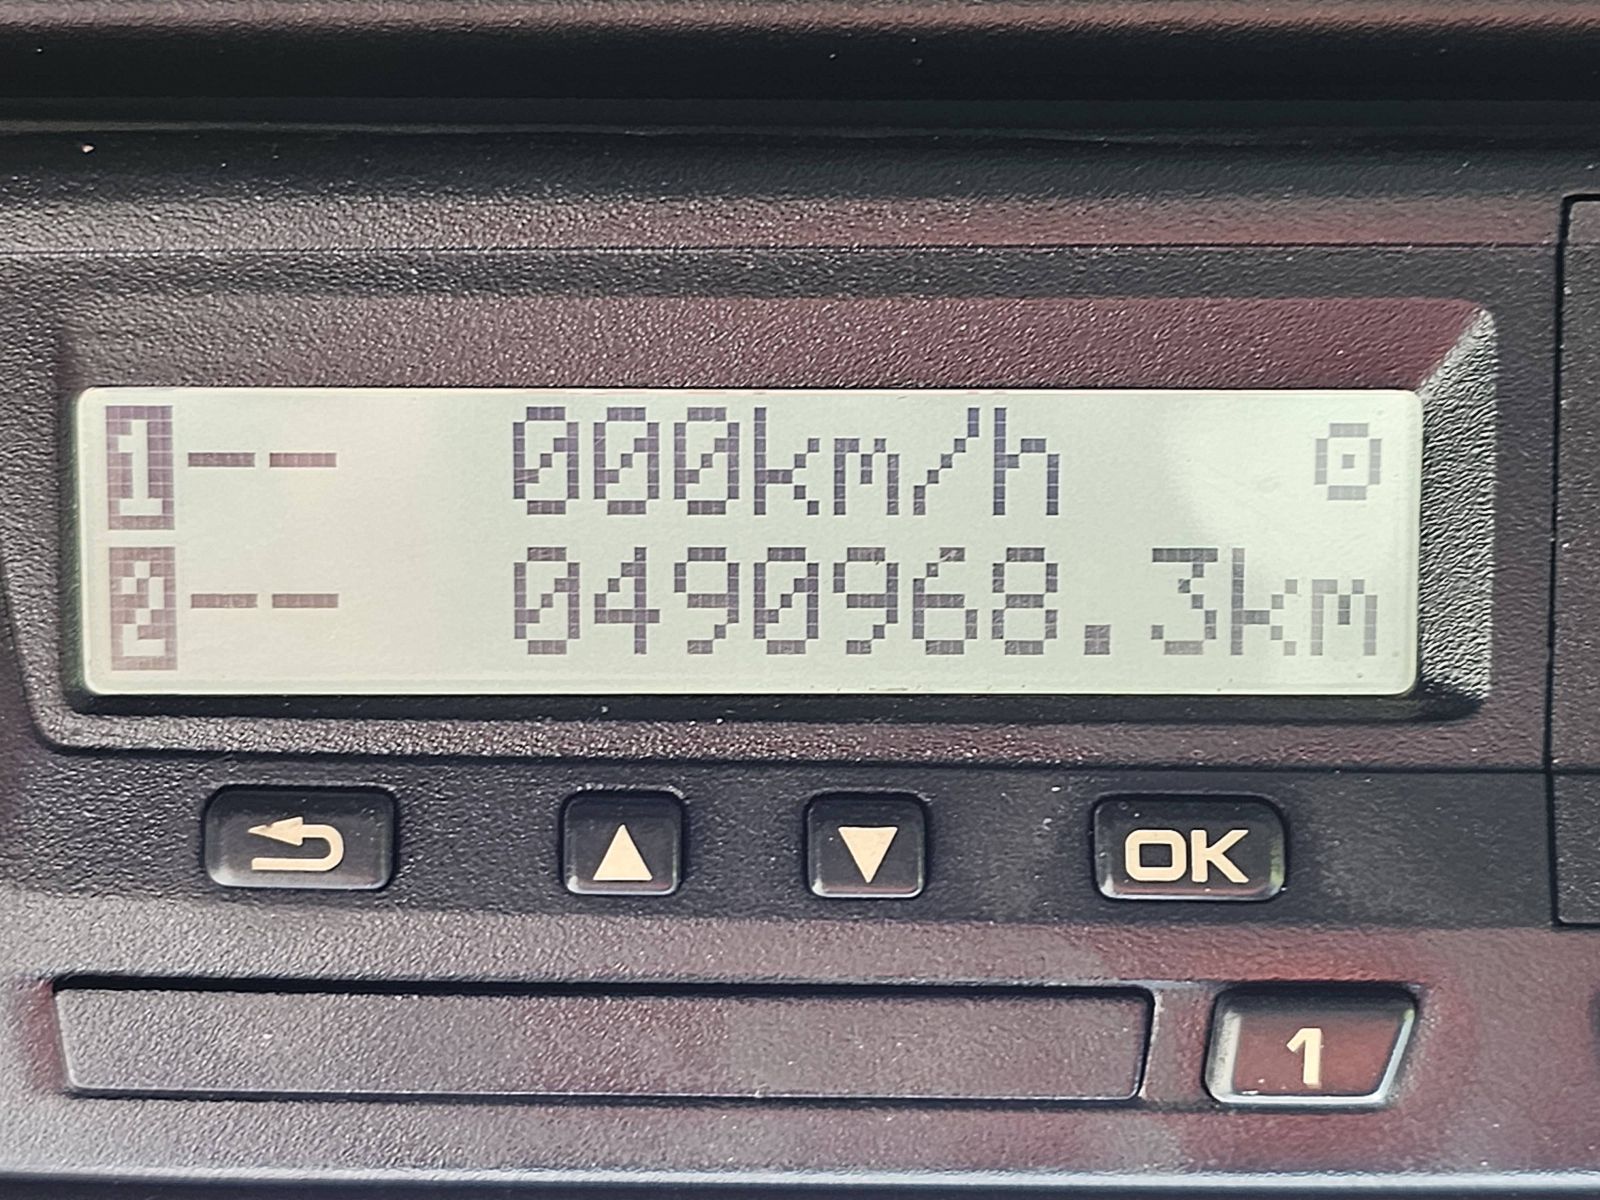 1-- -- 000km/h
2-- -- 0490968.3km
OK
1